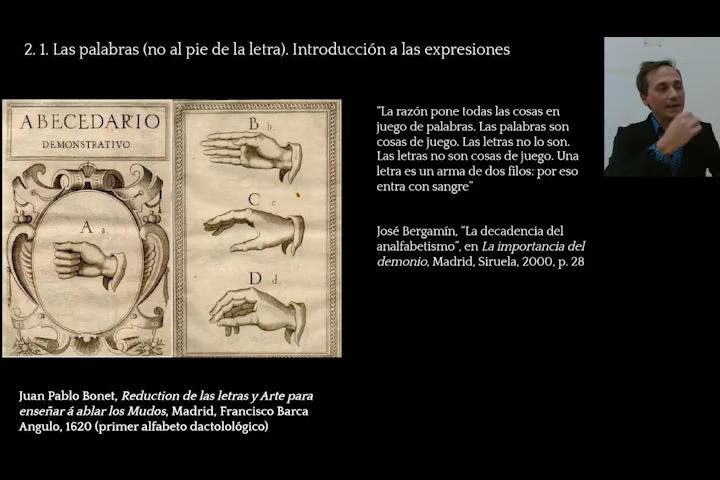 2. 1. Las palabras (no al pie de la letra). Introducción a las expresiones
ABECEDARIO
DEMONSTRATIVO
A a.
B b.
C c
D d.
“La razón pone todas las cosas en
juego de palabras. Las palabras son
cosas de juego. Las letras no lo son.
Las letras no son cosas de juego. Una
letra es un arma de dos filos: por eso
entra con sangre”
José Bergamín, “La decadencia del
analfabetismo”, en La importancia del
demonio, Madrid, Siruela, 2000, p. 28
Juan Pablo Bonet, Reduction de las letras y Arte para
enseñar á ablar los Mudos, Madrid, Francisco Barca
Angulo, 1620 (primer alfabeto dactolológico)